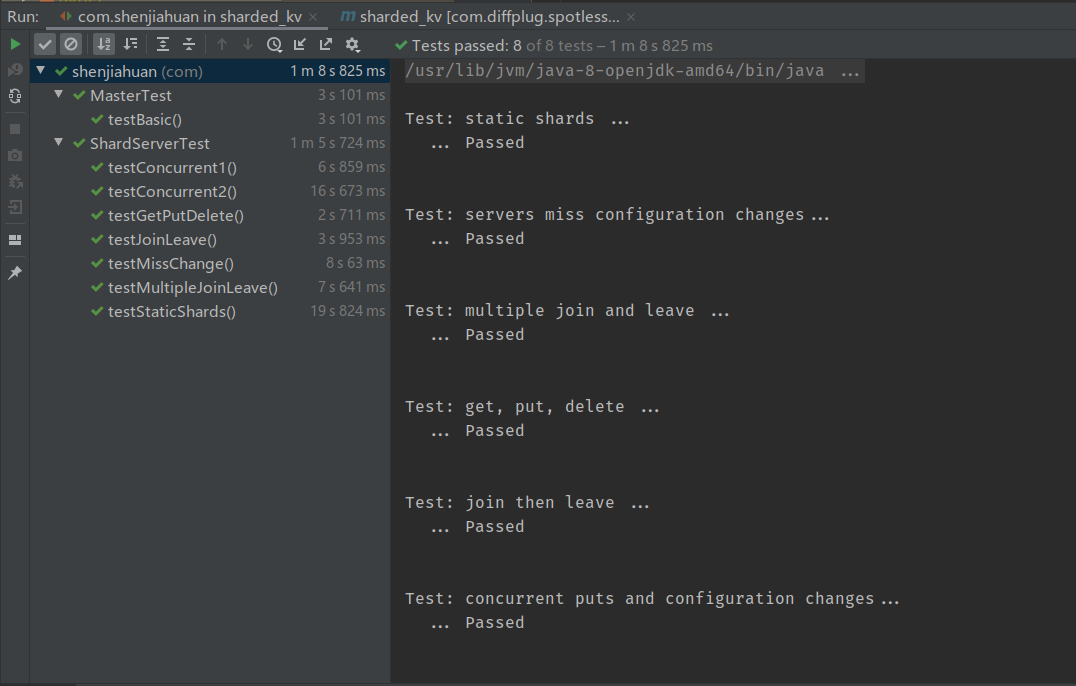 Run: com.shenjiahuan in sharded_kv × m sharded_kv [com.diffplug.spotless... ×
Tests passed: 8 of 8 tests – 1 m 8 s 825 ms
shenjiahuan (com) 1 m 8 s 825 ms
MasterTest 3 s 101 ms
testBasic() 3 s 101 ms
ShardServerTest 1 m 5 s 724 ms
testConcurrent1() 6 s 859 ms
testConcurrent2() 16 s 673 ms
testGetPutDelete() 2 s 711 ms
testJoinLeave() 3 s 953 ms
testMissChange() 8 s 63 ms
testMultipleJoinLeave() 7 s 641 ms
testStaticShards() 19 s 824 ms
/usr/lib/jvm/java-8-openjdk-amd64/bin/java ...
Test: static shards ...
... Passed
Test: servers miss configuration changes ...
... Passed
Test: multiple join and leave ...
... Passed
Test: get, put, delete ...
... Passed
Test: join then leave ...
... Passed
Test: concurrent puts and configuration changes ...
... Passed